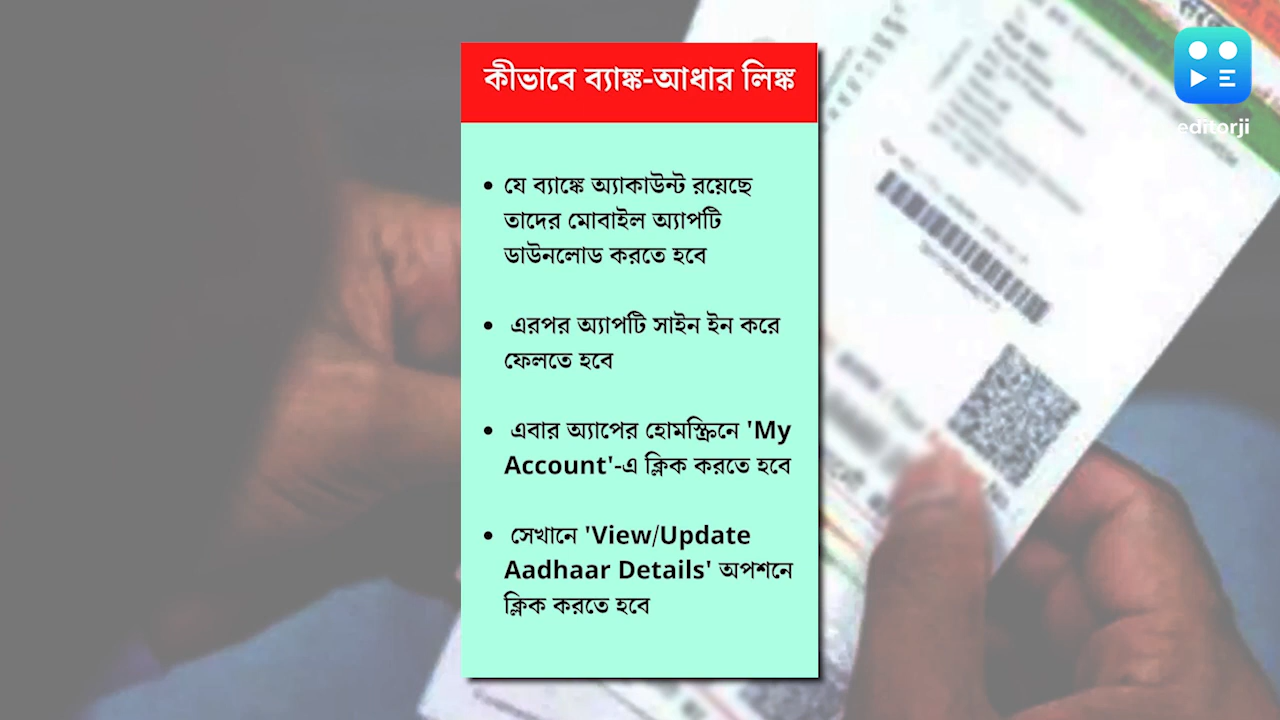 কীভাবে ব্যাঙ্ক-আধার লিঙ্ক
• যে ব্যাঙ্কে অ্যাকাউন্ট রয়েছে
তাদের মোবাইল অ্যাপটি
ডাউনলোড করতে হবে
• এরপর অ্যাপটি সাইন ইন করে
ফেলতে হবে
• এবার অ্যাপের হোমস্ক্রিনে 'My
Account'-এ ক্লিক করতে হবে
• সেখানে 'View/Update
Aadhaar Details' অপশনে
ক্লিক করতে হবে
editorji